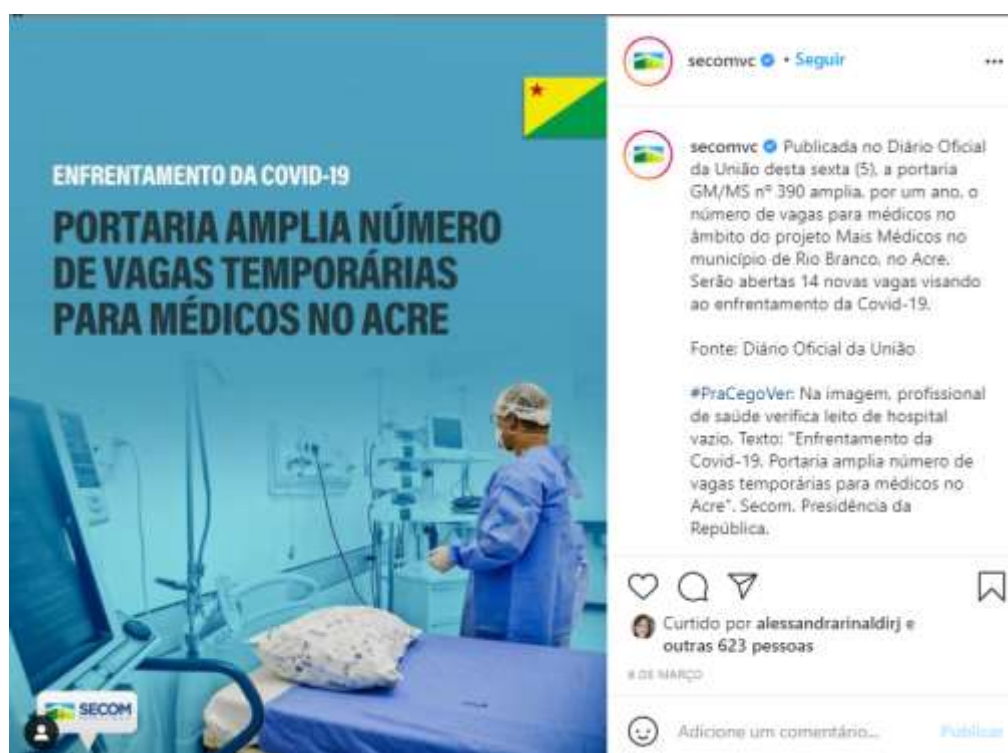 ENFRENTAMENTO DA COVID-19
PORTARIA AMPLIA NÚMERO
DE VAGAS TEMPORÁRIAS
PARA MÉDICOS NO ACRE
SECOM
secomvc • Seguir
secomvc Publicada no Diário Oficial
da União desta sexta (5), a portaria
GM/MS nº 390 amplia, por um ano, o
número de vagas para médicos no
âmbito do projeto Mais Médicos no
município de Rio Branco, no Acre.
Serão abertas 14 novas vagas visando
ao enfrentamento da Covid-19.
Fonte: Diário Oficial da União
#PraCegoVer: Na imagem, profissional
de saúde verifica leito de hospital
vazio. Texto: "Enfrentamento da
Covid-19. Portaria amplia número de
vagas temporárias para médicos no
Acre". Secom. Presidência da
República.
Curtido por alessandrarinaldirj e
outras 623 pessoas
DE MARÇO
Adicione um comentário... Publicar